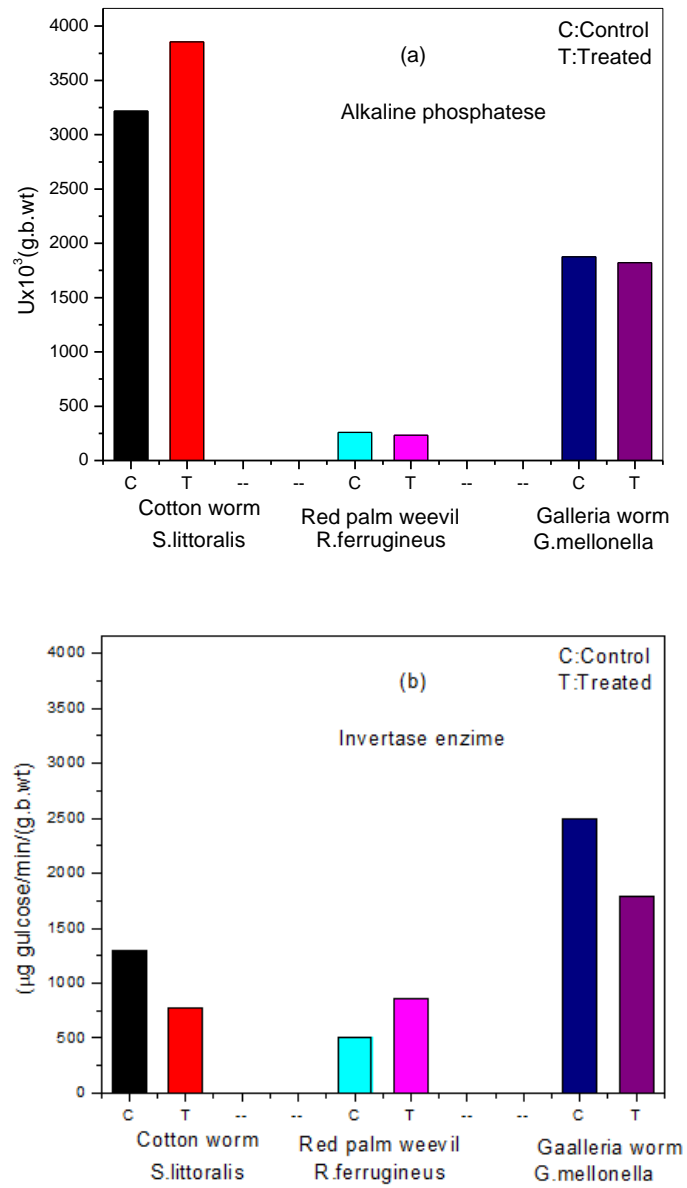 4000
3500
3000
2500
2000
1500
1000
500
0
Ux10³(g.b.wt)
C:Control
T:Treated
(a)
Alkaline phosphatese
C T -- -- C T -- -- C T
Cotton worm Red palm weevil Galleria worm
S.littoralis R.ferrugineus G.mellonella
4000
3500
3000
2500
2000
1500
1000
500
0
(µg gulcose/min/(g.b.wt)
C:Control
T:Treated
(b)
Invertase enzime
C T -- -- C T -- -- C T
Cotton worm Red palm weevil Gaalleria worm
S.littoralis R.ferrugineus G.mellonella